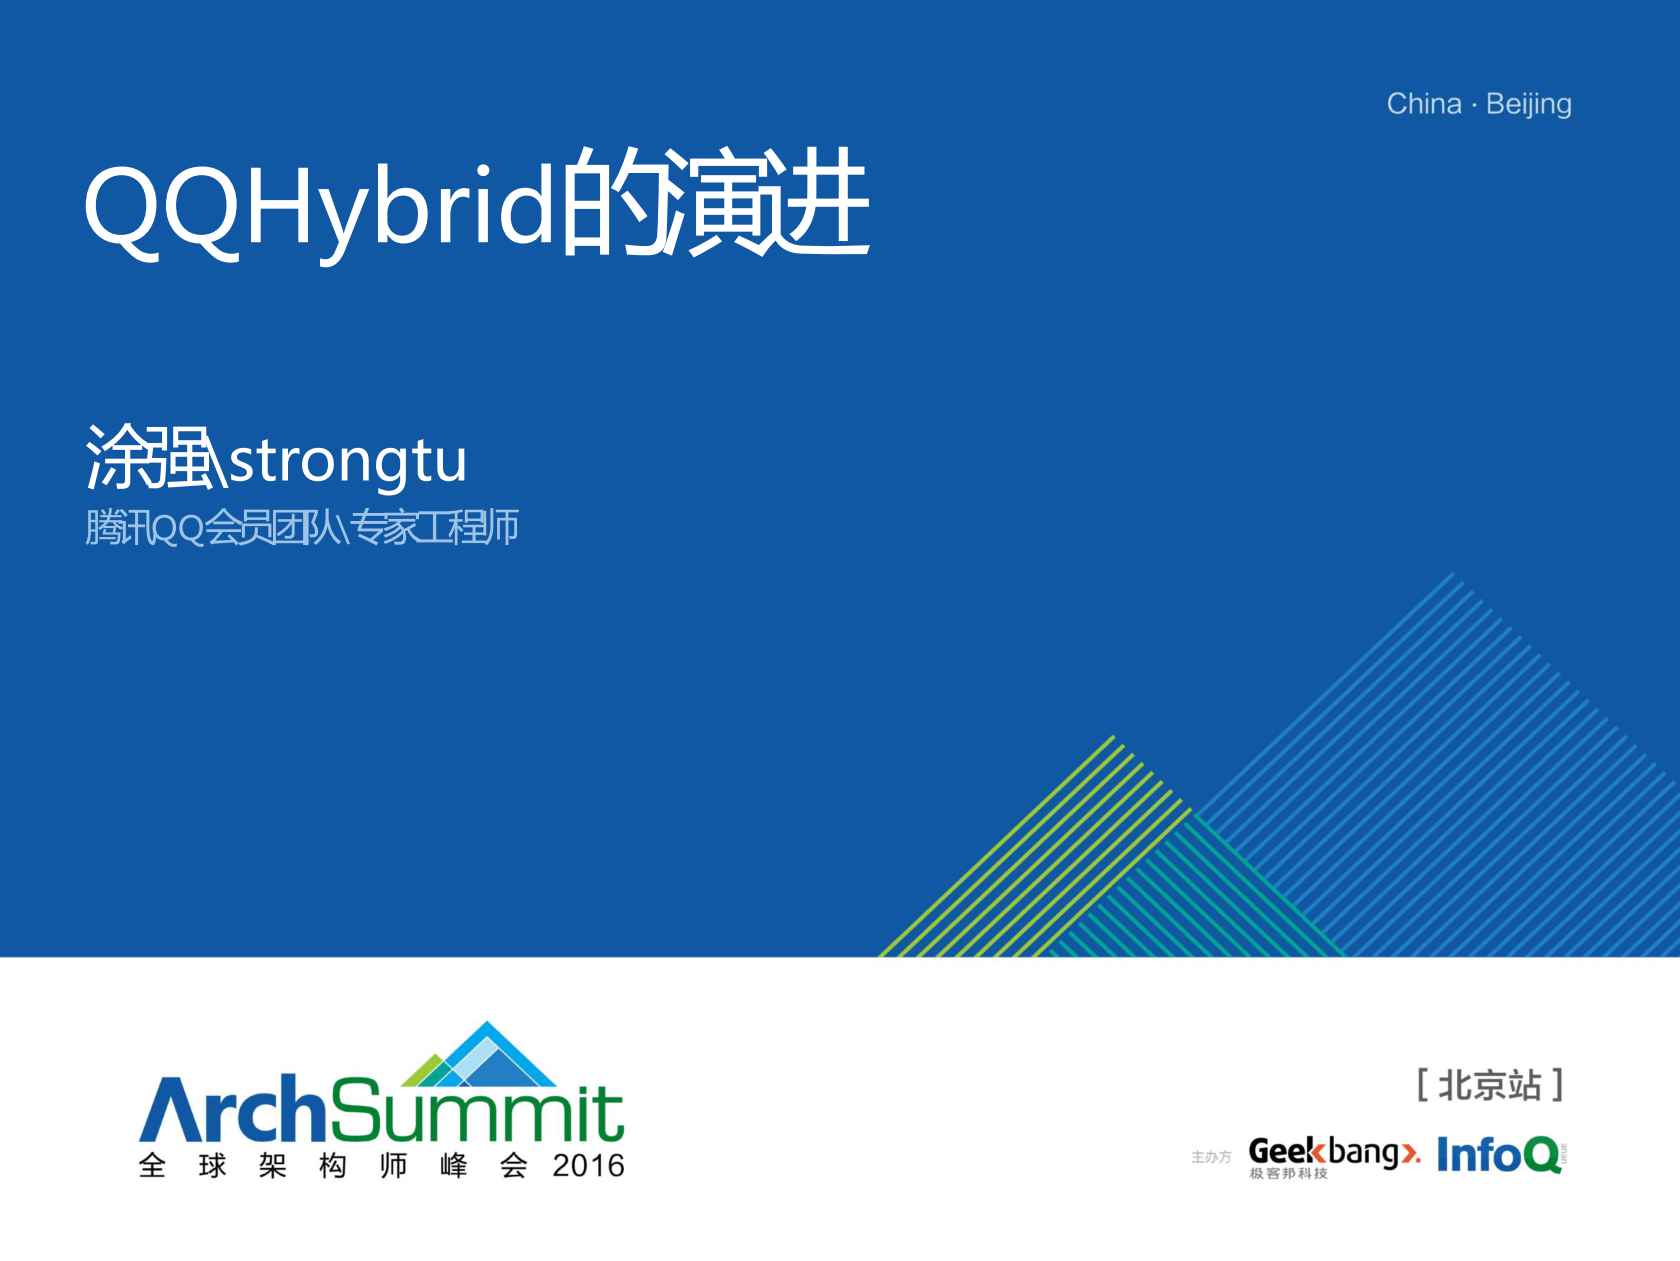 China · Beijing
QQHybrid的演进
涂强\strongtu
腾讯QQ会员团队\专家工程师
ArchSummit
全球架构师峰会2016
[ 北京站 ]
主办方 Geekbang 极客邦科技 InfoQ